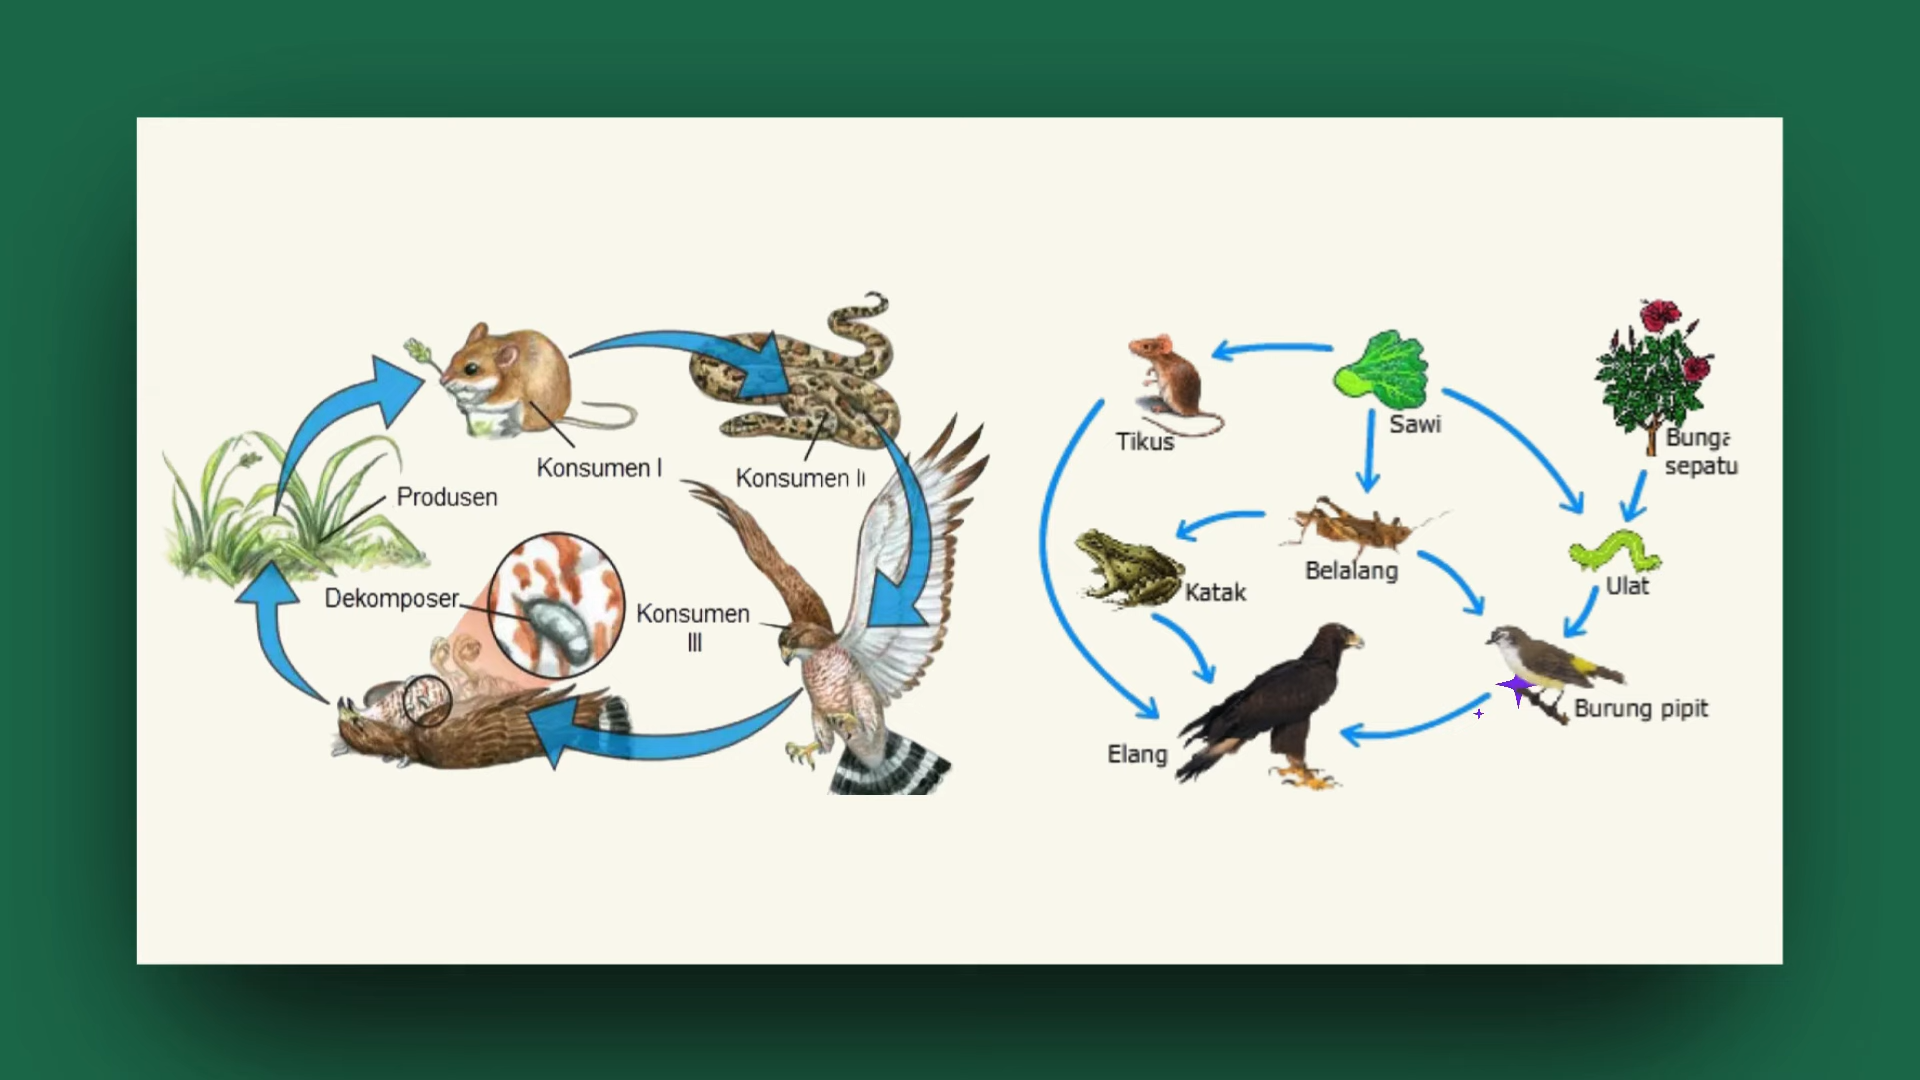 Konsumen I
Konsumen II
Produsen
Dekomposer
Konsumen
III
Tikus
Sawi
Bunga
sepatu
Katak
Belalang
Ulat
Burung pipit
Elang